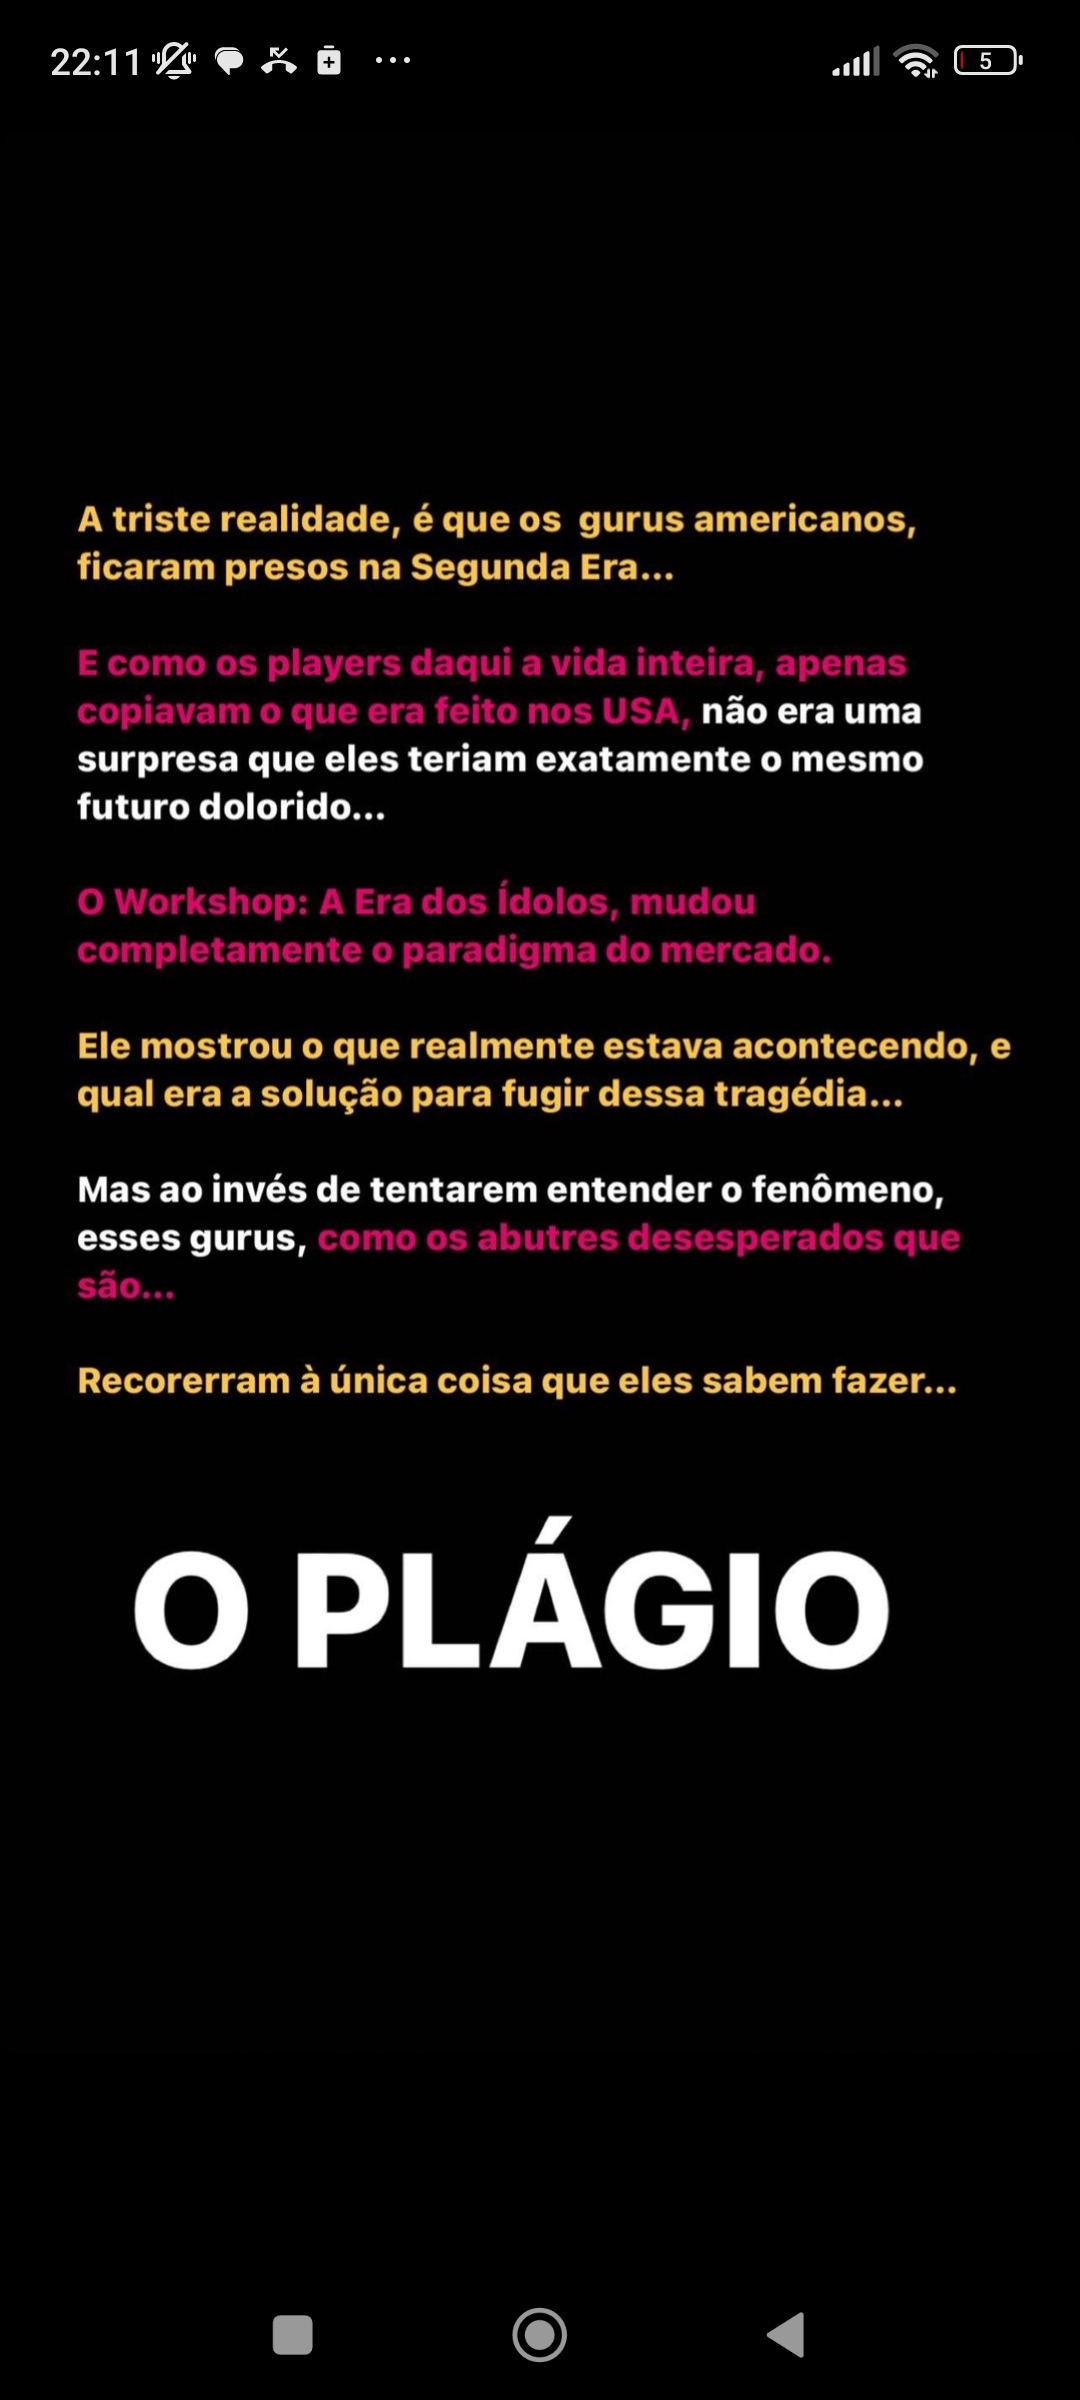 22:11
5
A triste realidade, é que os  gurus americanos,
ficaram presos na Segunda Era...
E como os players daqui a vida inteira, apenas
copiavam o que era feito nos USA, não era uma
surpresa que eles teriam exatamente o mesmo
futuro dolorido...
O Workshop: A Era dos Ídolos, mudou
completamente o paradigma do mercado.
Ele mostrou o que realmente estava acontecendo, e
qual era a solução para fugir dessa tragédia...
Mas ao invés de tentarem entender o fenômeno,
esses gurus, como os abutres desesperados que
são...
Recorerram à única coisa que eles sabem fazer...
O PLÁGIO